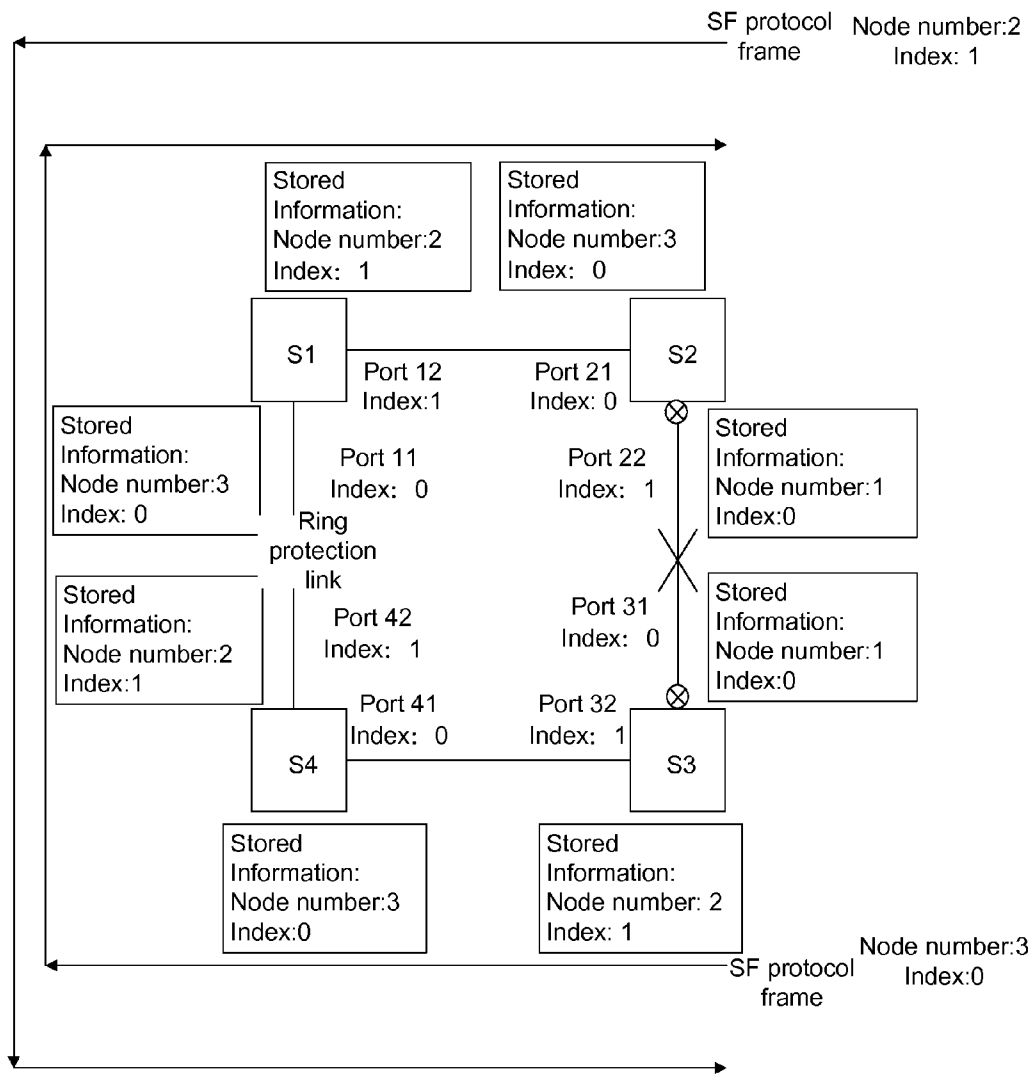 SF protocol
frame
Node number:2
Index: 1
Stored
Information:
Node number:2
Index: 1
Stored
Information:
Node number:3
Index: 0
S1
S2
Port 12
Index:1
Port 21
Index: 0
Stored
Information:
Node number:3
Index: 0
Port 11
Index: 0
Port 22
Index: 1
Stored
Information:
Node number:1
Index:0
Ring
protection
link
Stored
Information:
Node number:2
Index:1
Port 42
Index: 1
Port 31
Index: 0
Stored
Information:
Node number:1
Index:0
Port 41
Index: 0
Port 32
Index: 1
S4
S3
Stored
Information:
Node number:3
Index:0
Stored
Information:
Node number: 2
Index: 1
SF protocol
frame
Node number:3
Index:0